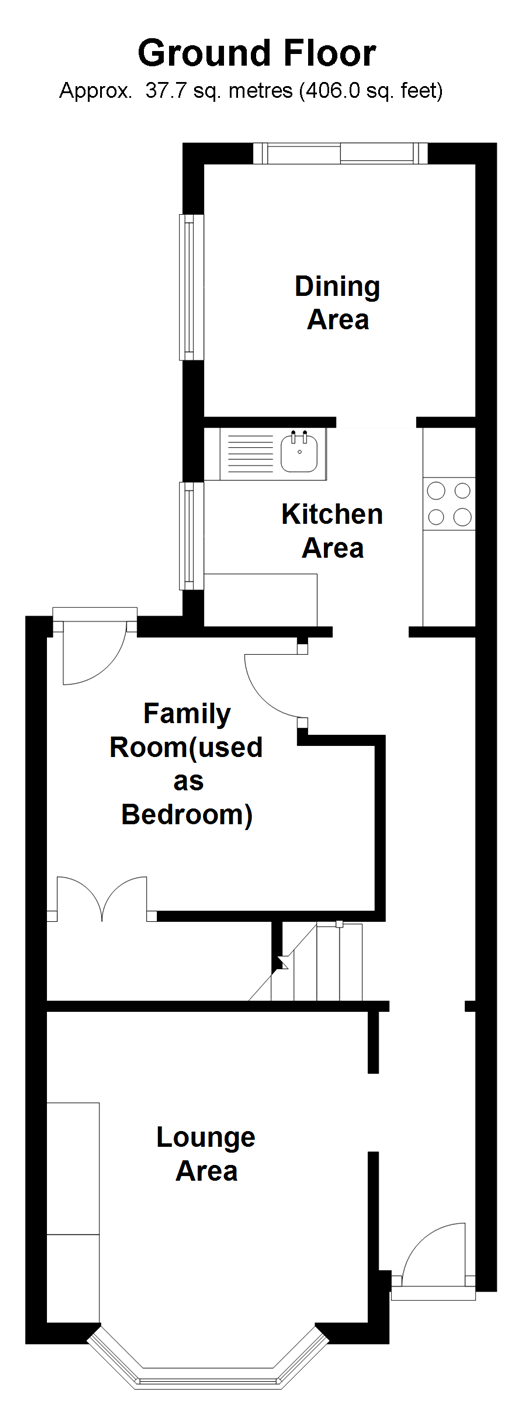 Ground Floor
Approx. 37.7 sq. metres (406.0 sq. feet)
Dining
Area
Kitchen
Area
Family
Room(used
as
Bedroom)
Lounge
Area